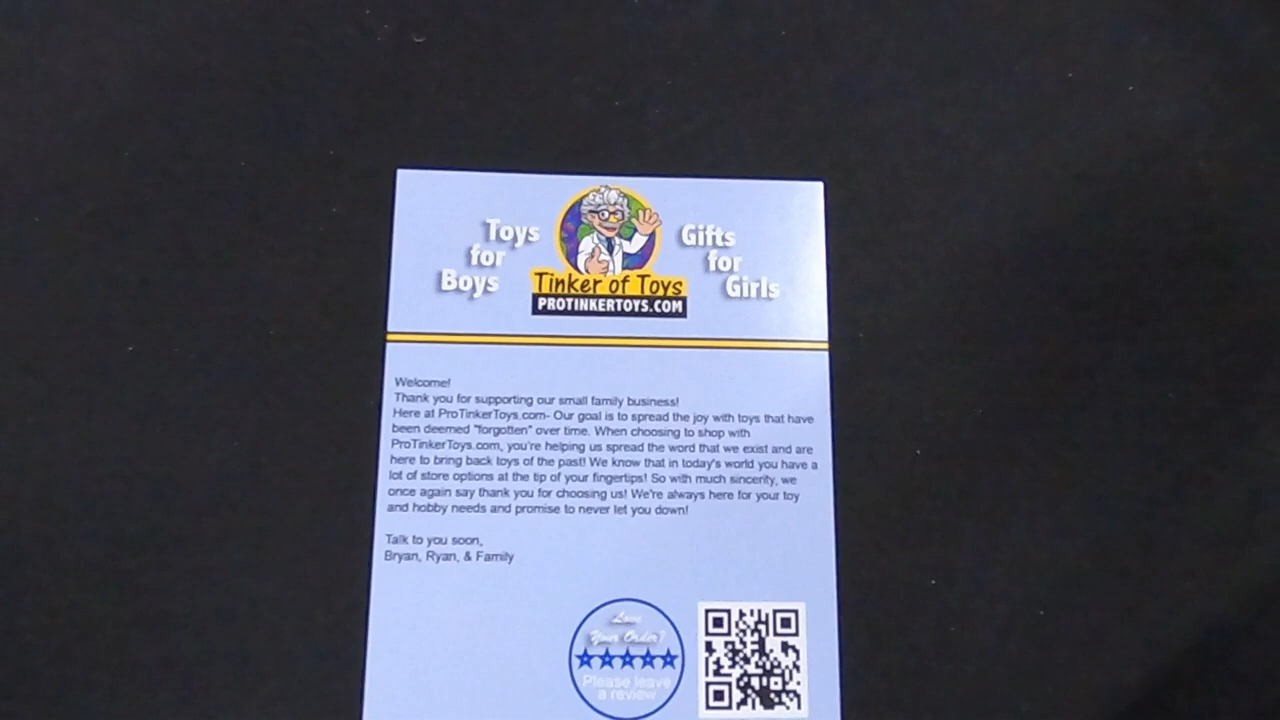 Toys
for
Boys
Gifts
for
Girls
Tinker of Toys
PROTINKERTOYS.COM
Welcome!
Thank you for supporting our small family business!
Here at ProTinkerToys.com- Our goal is to spread the joy with toys that have
been deemed "forgotten" over time. When choosing to shop with
ProTinkerToys.com, you're helping us spread the word that we exist and are
here to bring back toys of the past! We know that in today's world you have a
lot of store options at the tip of your fingertips! So with much sincerity, we
once again say thank you for choosing us! We're always here for your toy
and hobby needs and promise to never let you down!
Talk to you soon,
Bryan, Ryan, & Family
Love
Your Order?
Please leave
a review